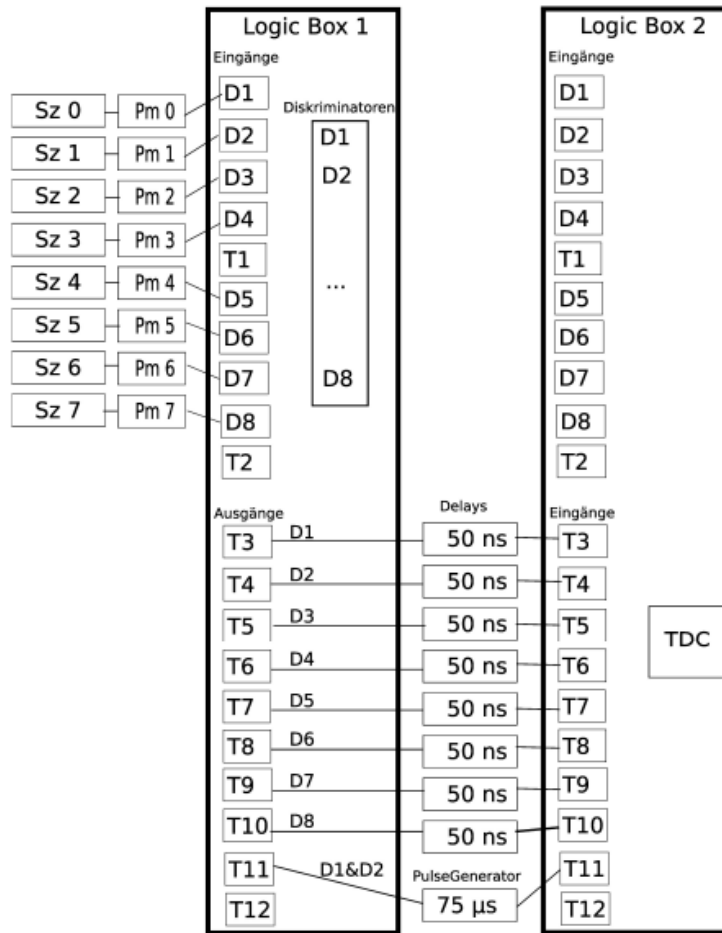 Logic Box 1
Logic Box 2
Eingänge
Eingänge
Sz 0 Pm 0 D1 Diskriminatoren D1 D1
Sz 1 Pm 1 D2 D2 D2
Sz 2 Pm 2 D3 D3
Sz 3 Pm 3 D4 D4
T1 ... T1
Sz 4 Pm 4 D5 D5
Sz 5 Pm 5 D6 D6
Sz 6 Pm 6 D7 D8 D7
Sz 7 Pm 7 D8 D8
T2 T2
Ausgänge Delays Eingänge
T3 D1 50 ns T3
T4 D2 50 ns T4
T5 D3 50 ns T5
TDC
T6 D4 50 ns T6
T7 D5 50 ns T7
T8 D6 50 ns T8
T9 D7 50 ns T9
T10 D8 50 ns T10
T11 D1&D2 PulseGenerator T11
T12 75 µs T12